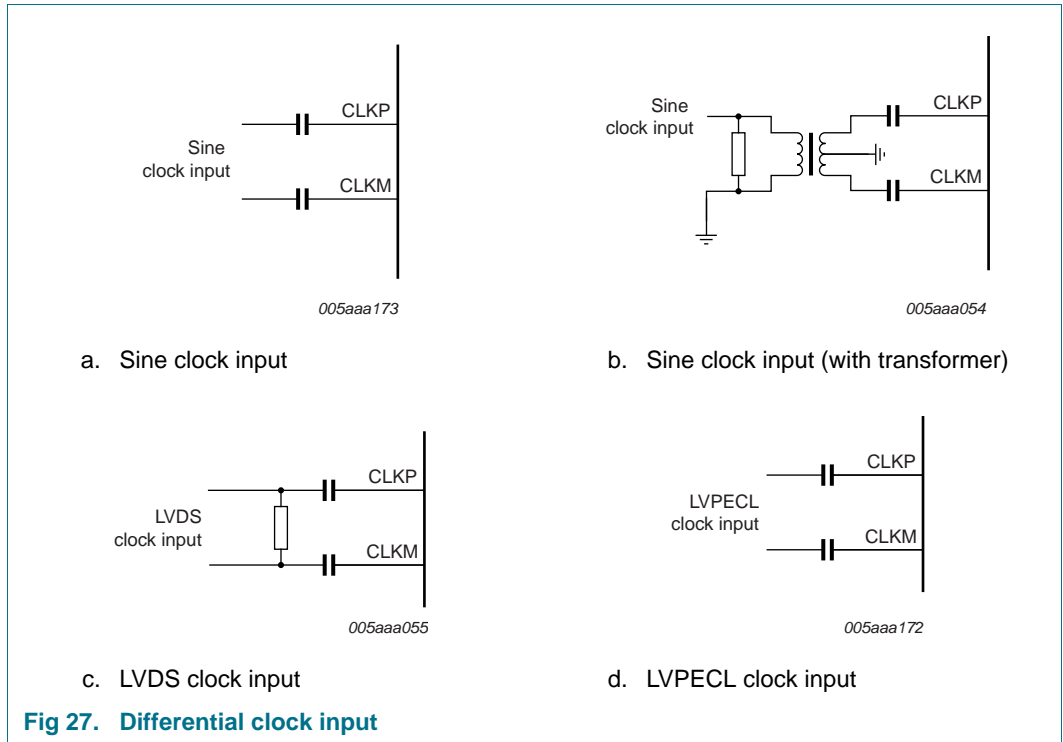 Sine
clock input
CLKP
CLKM
005aaa173
a. Sine clock input
Sine
clock input
CLKP
CLKM
005aaa054
b. Sine clock input (with transformer)
LVDS
clock input
CLKP
CLKM
005aaa055
c. LVDS clock input
LVPECL
clock input
CLKP
CLKM
005aaa172
d. LVPECL clock input
Fig 27. Differential clock input